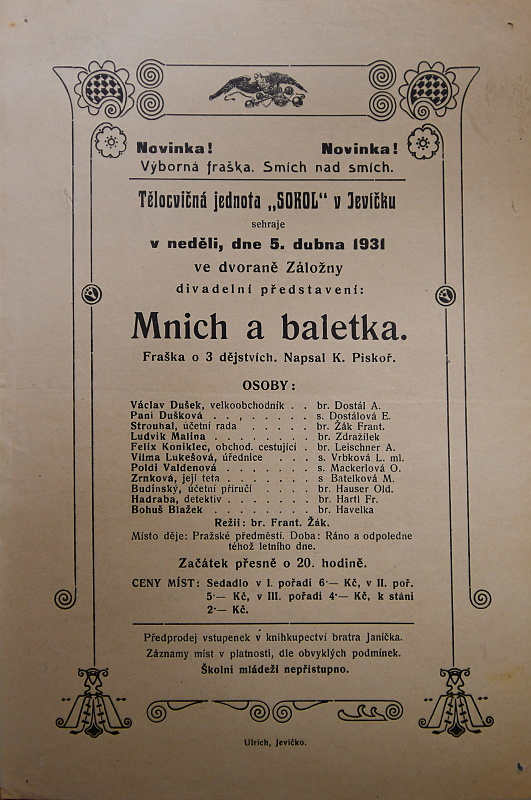 Novinka! Novinka!
Výborná fraška. Smích nad smích.
Tělocvičná jednota „SOKOL“ v Jevíčku
sehraje
v neděli, dne 5. dubna 1931
ve dvoraně Záložny
divadelní představení:
Mnich a baletka.
Fraška o 3 dějstvích. Napsal K. Piskoř.
OSOBY:
Václav Dušek, velkoobchodník . . br. Dostál A.
Paní Dušková . . . . . . . s. Dostálová E.
Strouhal, účetní rada . . . . . br. Žák Frant.
Ludvík Malina . . . . . . . br. Zdražílek
Felix Koniklec, obchod. cestující . br. Leischner A.
Vilma Lukešová, úřednice . . . s. Vrbková L. ml.
Poldi Valdenová . . . . . . s. Mackerlová O.
Zrnková, její teta . . . . . . s Batelková M.
Budínský, účetní příručí . . . . br. Hauser Old.
Hadraba, detektiv . . . . . . br. Hartl Fr.
Bohuš Blažek . . . . . . . br. Havelka
Režií: br. Frant. Žák.
Místo děje: Pražské předměstí. Doba: Ráno a odpoledne
téhož letního dne.
Začátek přesně o 20. hodině.
CENY MÍST: Sedadlo v I. pořadí 6·— Kč, v II. poř.
5·— Kč, v III. pořadí 4·— Kč, k stání
2·— Kč.
Předprodej vstupenek v knihkupectví bratra Janíčka.
Záznamy míst v platnosti, dle obvyklých podmínek.
Školní mládeži nepřístupno.
Ulrich, Jevíčko.